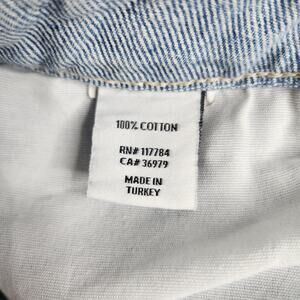 100% COTTON
RN# 117784
CA# 36979
MADE IN
TURKEY